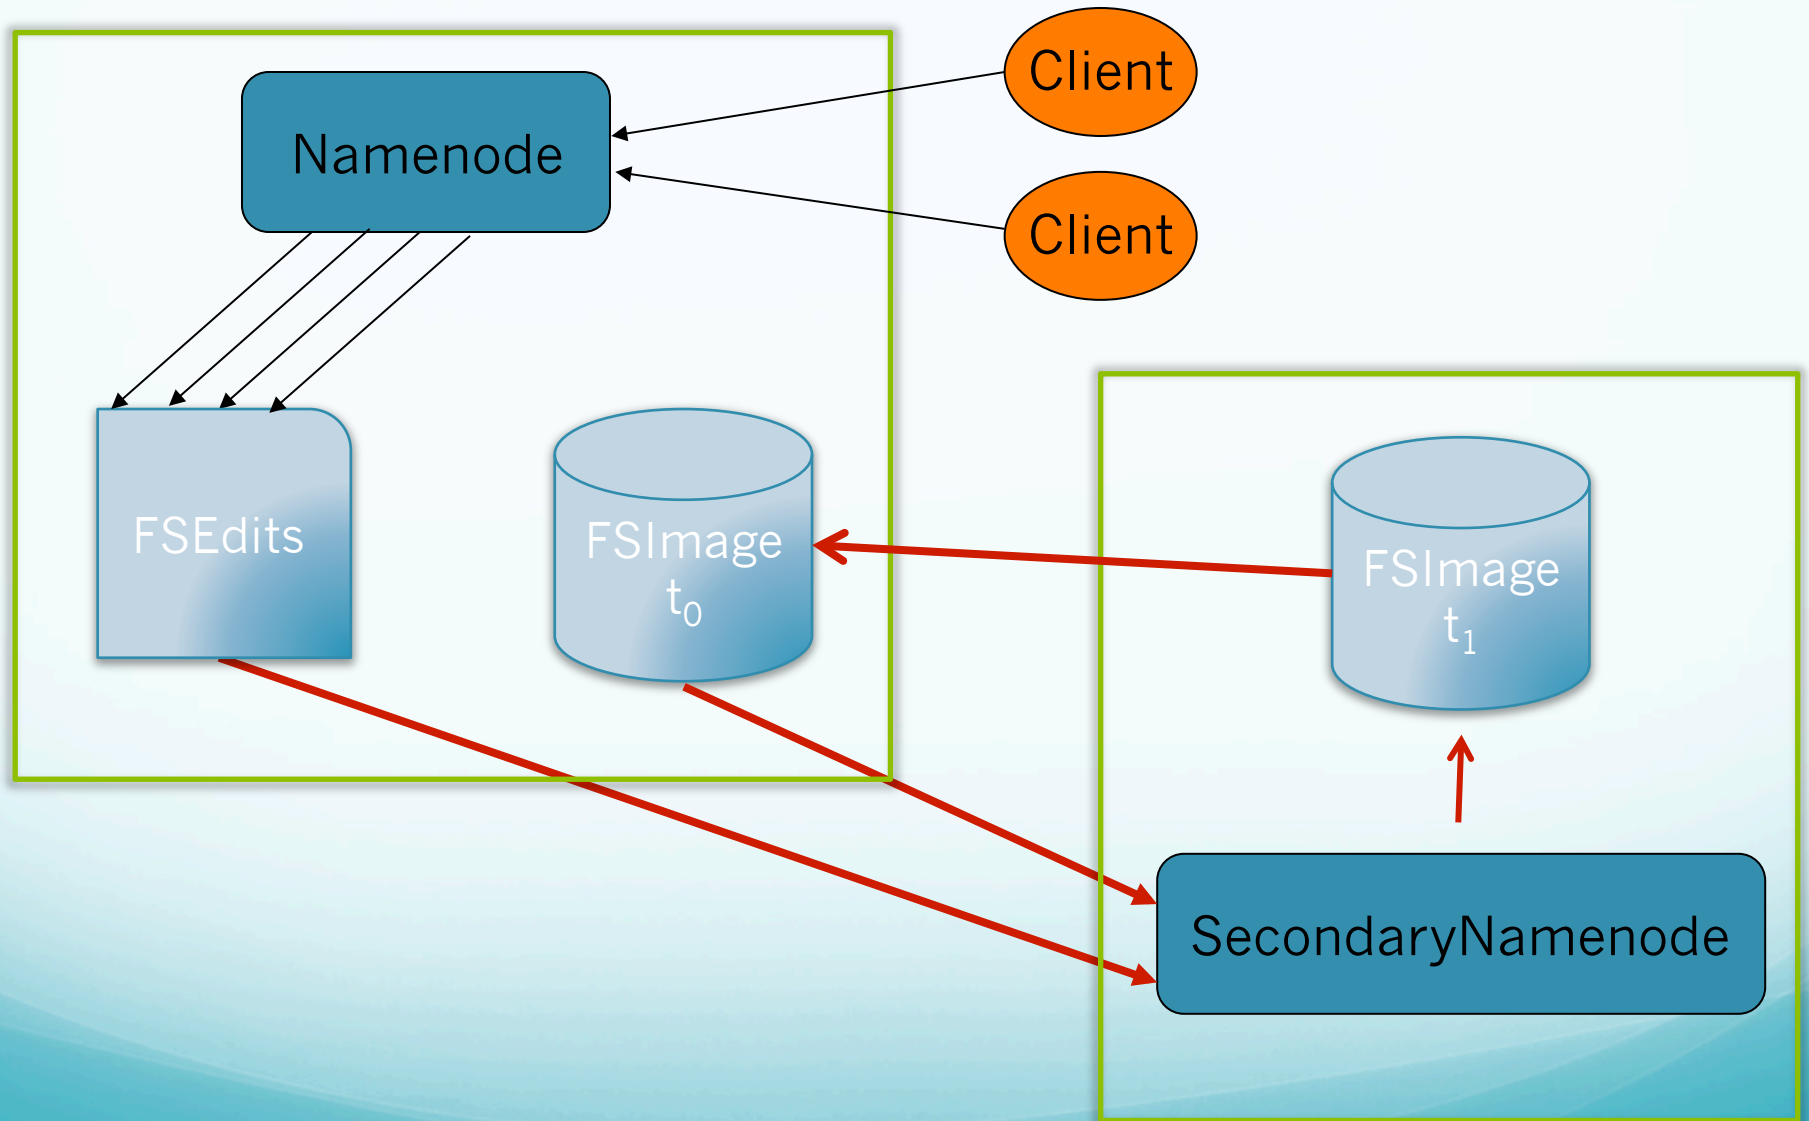 Client
Namenode
Client
FSEdits
FSImage
t₀
FSImage
t₁
SecondaryNamenode